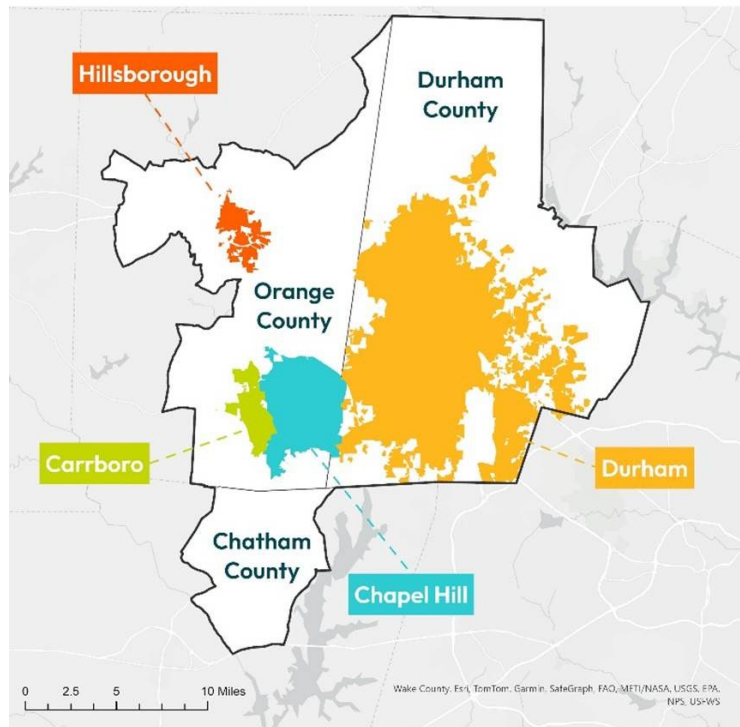 Hillsborough
Durham
County
Orange
County
Carrboro
Durham
Chatham
County
Chapel Hill
0 2.5 5 10 Miles
Wake County, Esri, TomTom, Garmin, SafeGraph, FAO, METI/NASA, USGS, EPA,
NPS, USFWS